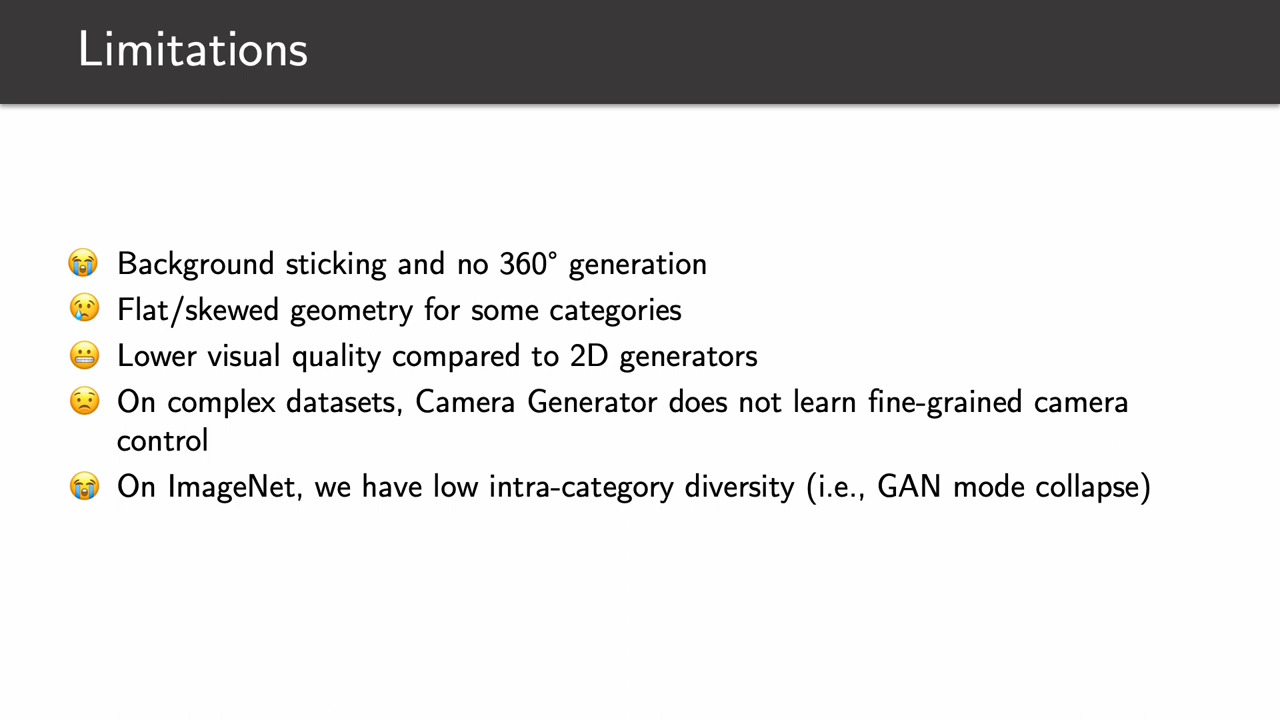 Limitations
😭 Background sticking and no 360° generation
😢 Flat/skewed geometry for some categories
😬 Lower visual quality compared to 2D generators
😟 On complex datasets, Camera Generator does not learn fine-grained camera
control
😭 On ImageNet, we have low intra-category diversity (i.e., GAN mode collapse)